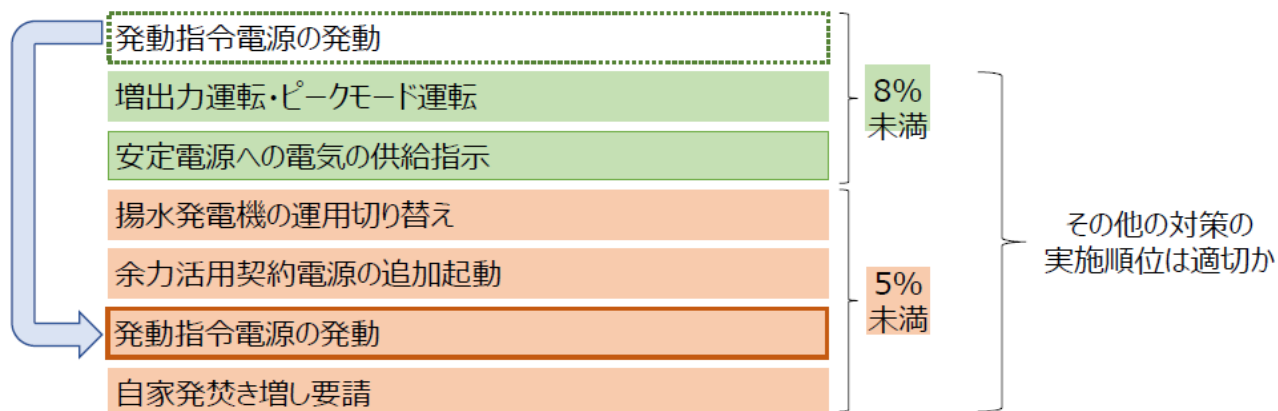 発動指令電源の発動
増出力運転・ピークモード運転
安定電源への電気の供給指示
8%
未満
揚水発電機の運用切り替え
余力活用契約電源の追加起動
発動指令電源の発動
自家発焚き増し要請
5%
未満
その他の対策の
実施順位は適切か